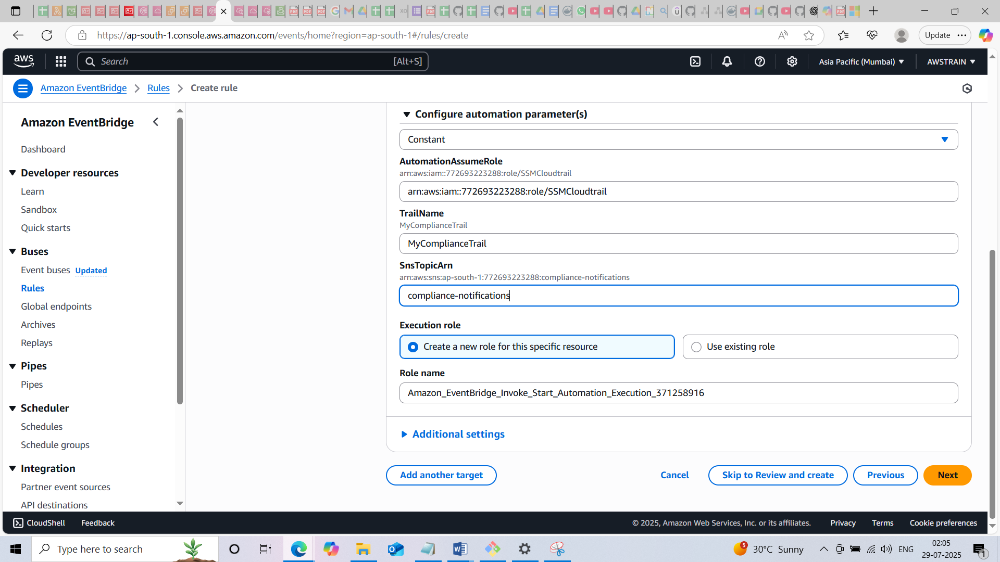 https://ap-south-1.console.aws.amazon.com/events/home?region=ap-south-1#/rules/create
Update
aws
Search
[Alt+S]
Asia Pacific (Mumbai)
AWSTRAIN
Amazon EventBridge
Rules
Create rule
Amazon EventBridge
Dashboard
Developer resources
Learn
Sandbox
Quick starts
Buses
Event buses Updated
Rules
Global endpoints
Archives
Replays
Pipes
Pipes
Scheduler
Schedules
Schedule groups
Integration
Partner event sources
API destinations
Configure automation parameter(s)
Constant
AutomationAssumeRole
arn:aws:iam::772693223288:role/SSMCloudtrail
arn:aws:iam::772693223288:role/SSMCloudtrail
TrailName
MyComplianceTrail
MyComplianceTrail
SnsTopicArn
arn:aws:sns:ap-south-1:772693223288:compliance-notifications
compliance-notifications
Execution role
Create a new role for this specific resource
Use existing role
Role name
Amazon_EventBridge_Invoke_Start_Automation_Execution_371258916
Additional settings
Add another target
Cancel
Skip to Review and create
Previous
Next
CloudShell
Feedback
© 2025, Amazon Web Services, Inc. or its affiliates.
Privacy
Terms
Cookie preferences
Type here to search
5
30°C Sunny
ENG
02:05
29-07-2025
1